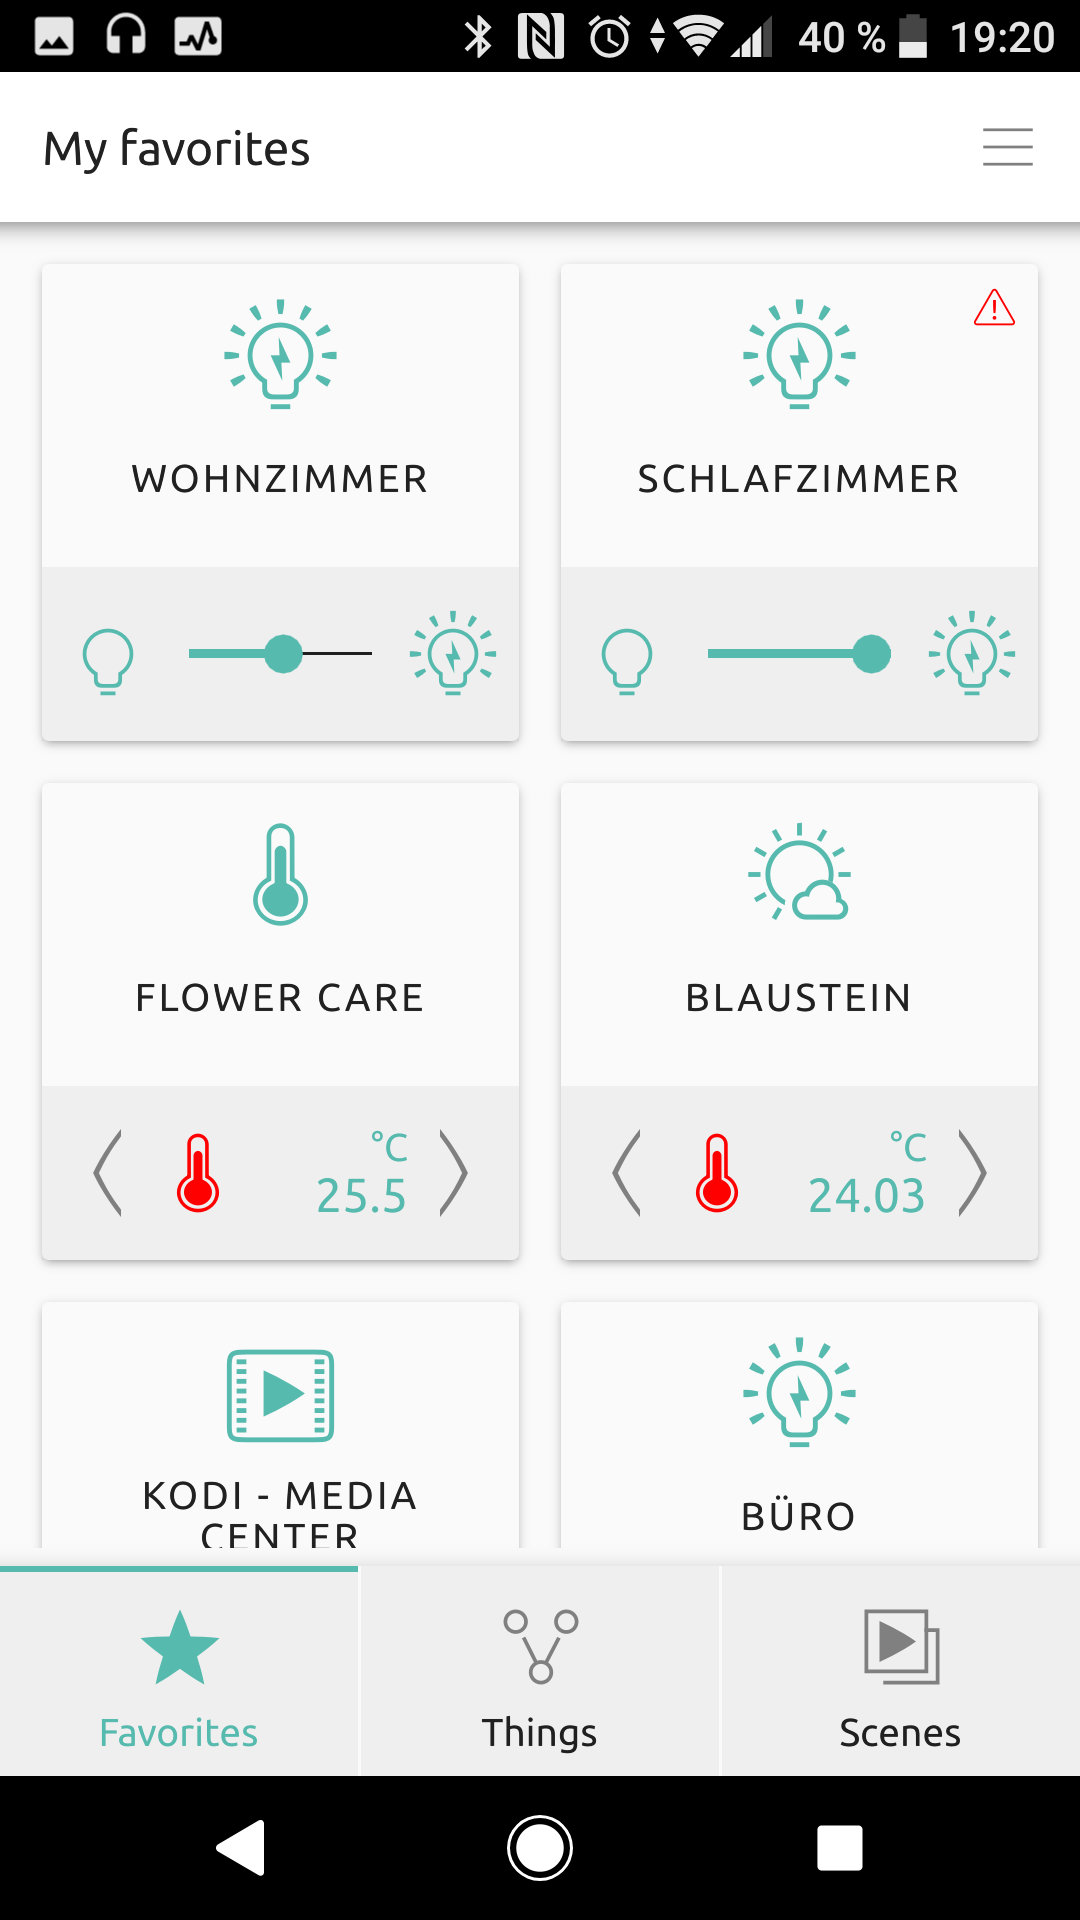 40 % 19:20
My favorites
WOHNZIMMER
SCHLAFZIMMER
FLOWER CARE
BLAUSTEIN
°C
25.5
°C
24.03
KODI - MEDIA
CENTER
BÜRO
Favorites
Things
Scenes